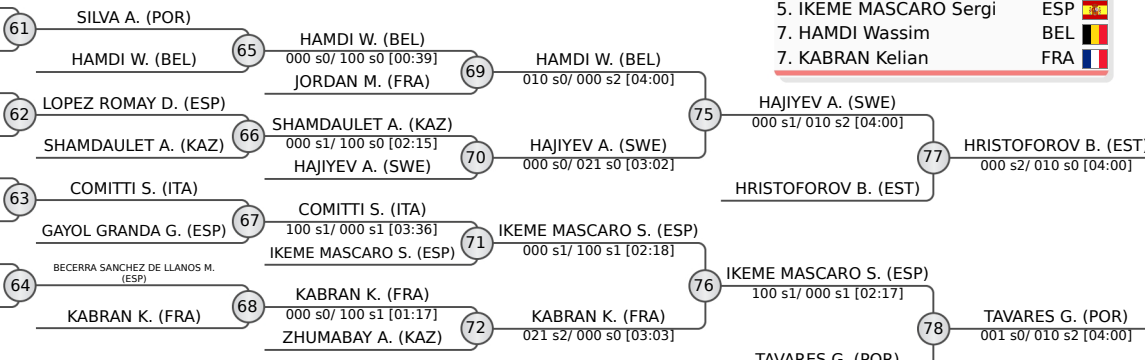 5. IKEME MASCARO Sergi ESP
7. HAMDI Wassim BEL
7. KABRAN Kelian FRA
61
SILVA A. (POR)
HAMDI W. (BEL)
62
LOPEZ ROMAY D. (ESP)
SHAMDAULET A. (KAZ)
63
COMITTI S. (ITA)
GAYOL GRANDA G. (ESP)
64
BECERRA SANCHEZ DE LLANOS M.
(ESP)
KABRAN K. (FRA)
65
HAMDI W. (BEL)
000 s0/ 100 s0 [00:39]
JORDAN M. (FRA)
66
SHAMDAULET A. (KAZ)
000 s1/ 100 s0 [02:15]
HAJIYEV A. (SWE)
67
COMITTI S. (ITA)
100 s1/ 000 s1 [03:36]
IKEME MASCARO S. (ESP)
68
KABRAN K. (FRA)
000 s0/ 100 s1 [01:17]
ZHUMABAY A. (KAZ)
69
HAMDI W. (BEL)
010 s0/ 000 s2 [04:00]
70
HAJIYEV A. (SWE)
000 s0/ 021 s0 [03:02]
71
IKEME MASCARO S. (ESP)
000 s1/ 100 s1 [02:18]
72
KABRAN K. (FRA)
021 s2/ 000 s0 [03:03]
75
HAJIYEV A. (SWE)
000 s1/ 010 s2 [04:00]
HRISTOFOROV B. (EST)
76
IKEME MASCARO S. (ESP)
100 s1/ 000 s1 [02:17]
TAVARES G. (POR)
77
HRISTOFOROV B. (EST)
000 s2/ 010 s0 [04:00]
78
TAVARES G. (POR)
001 s0/ 010 s2 [04:00]